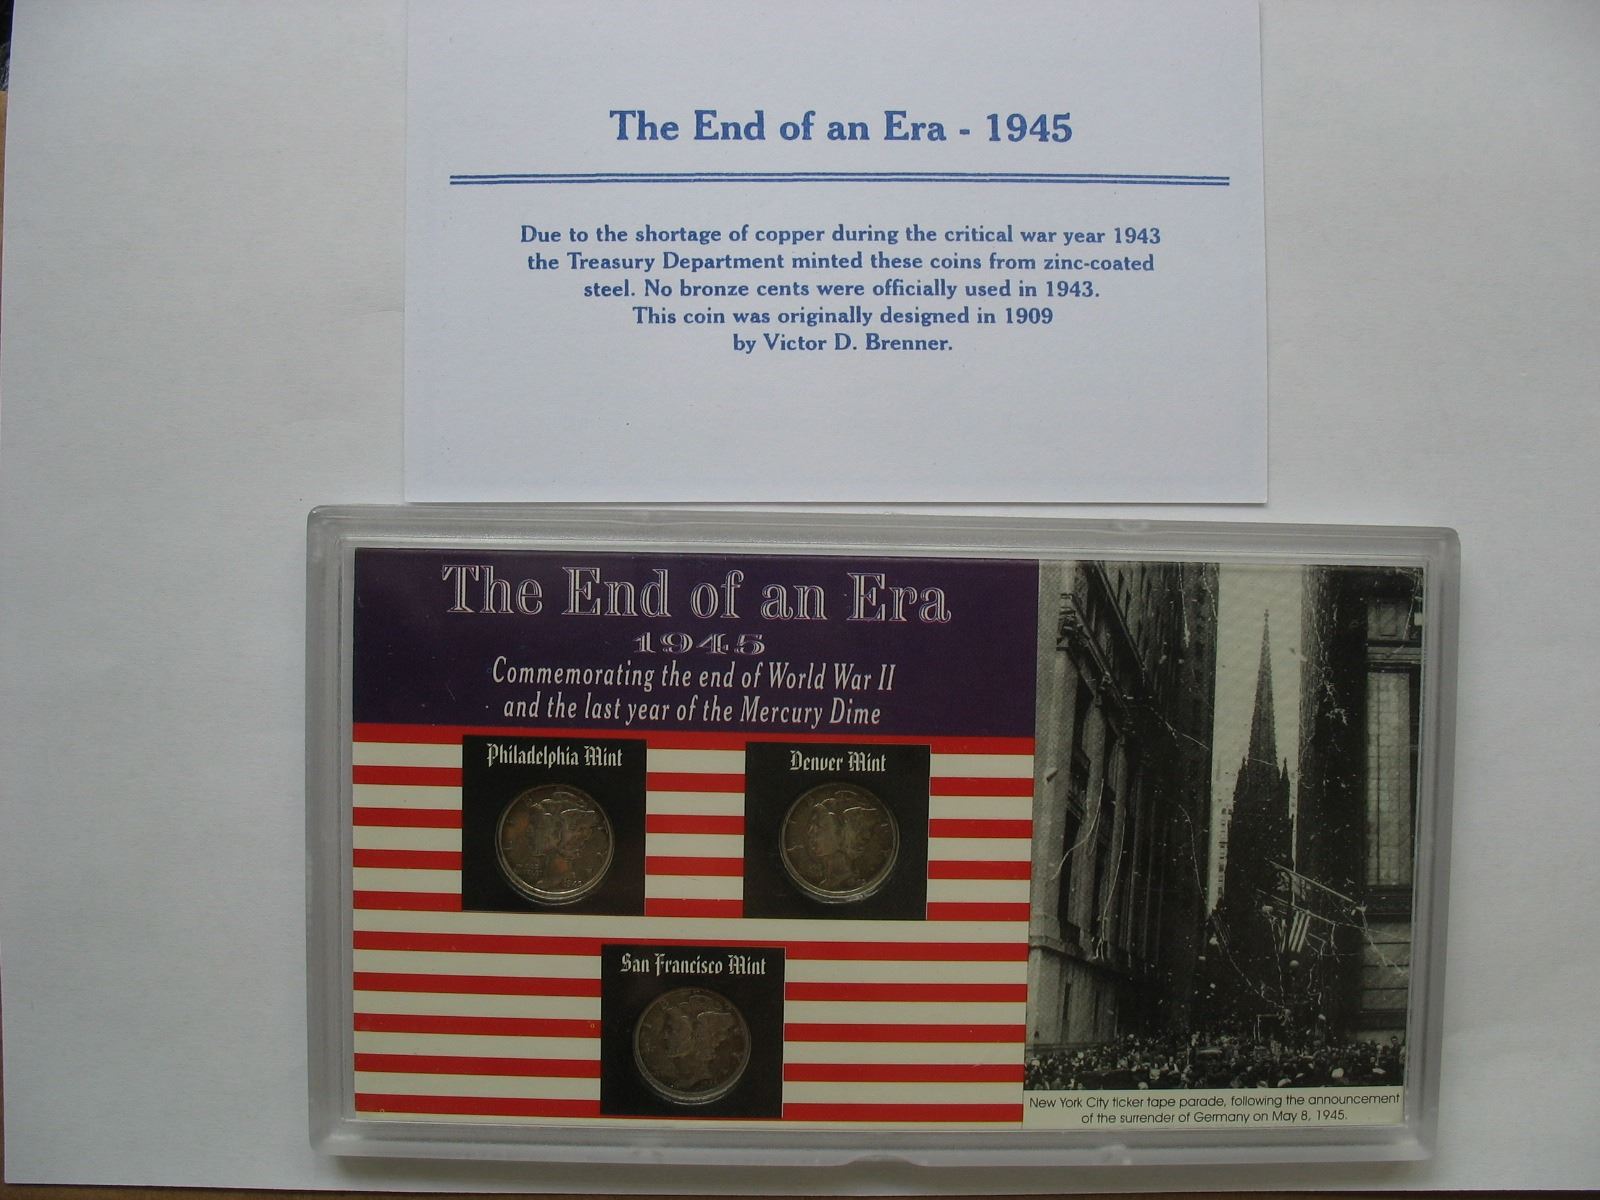 The End of an Era - 1945
Due to the shortage of copper during the critical war year 1943
the Treasury Department minted these coins from zinc-coated
steel. No bronze cents were officially used in 1943.
This coin was originally designed in 1909
by Victor D. Brenner.
The End of an Era
1945
Commemorating the end of World War II
and the last year of the Mercury Dime
Philadelphia Mint
Denver Mint
San Francisco Mint
New York City ticker tape parade, following the announcement
of the surrender of Germany on May 8, 1945.